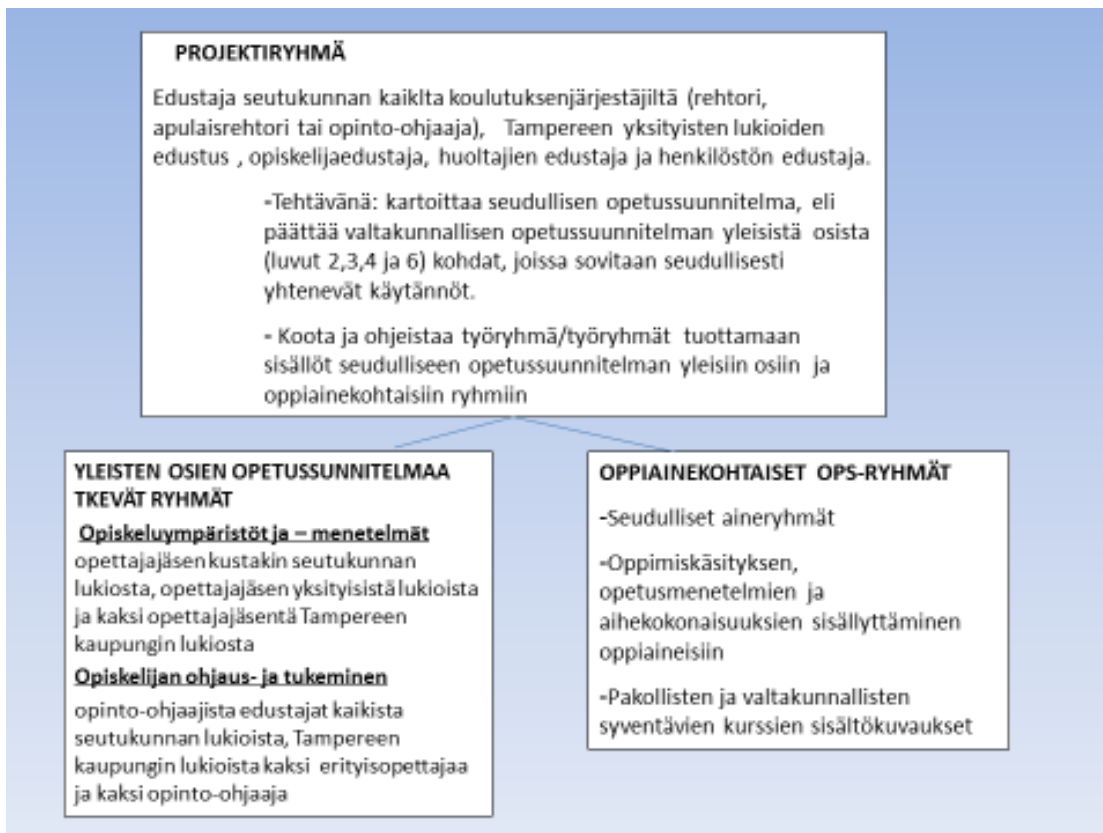 PROJEKTIRYHMÄ
Edustaja seutukunnan kaiklta koulutuksenjärjestäjiltä (rehtori,
apulaisrehtori tai opinto-ohjaaja), Tampereen yksityisten lukioiden
edustus , opiskelijaedustaja, huoltajien edustaja ja henkilöstön edustaja.
-Tehtävänä: kartoittaa seudullisen opetussuunnitelma, eli
päättää valtakunnallisen opetussuunnitelman yleisistä osista
(luvut 2,3,4 ja 6) kohdat, joissa sovitaan seudullisesti
yhtenevät käytännöt.
- Koota ja ohjeistaa työryhmä/työryhmät tuottamaan
sisällöt seudulliseen opetussuunnitelman yleisiin osiin ja
oppiainekohtaisiin ryhmiin
YLEISTEN OSIEN OPETUSSUNNITELMAA
TKEVÄT RYHMÄT
Opiskeluympäristöt ja – menetelmät
opettajajäsen kustakin seutukunnan
lukiosta, opettajajäsen yksityisistä lukioista
ja kaksi opettajajäsentä Tampereen
kaupungin lukiosta
Opiskelijan ohjaus- ja tukeminen
opinto-ohjaajista edustajat kaikista
seutukunnan lukioista, Tampereen
kaupungin lukioista kaksi erityisopettajaa
ja kaksi opinto-ohjaaja
OPPIAINEKOHTAISET OPS-RYHMÄT
-Seudulliset aineryhmät
-Oppimiskäsityksen,
opetusmenetelmien ja
aihekokonaisuuksien sisällyttäminen
oppiaineisiin
-Pakollisten ja valtakunnallisten
syventävien kurssien sisältökuvaukset